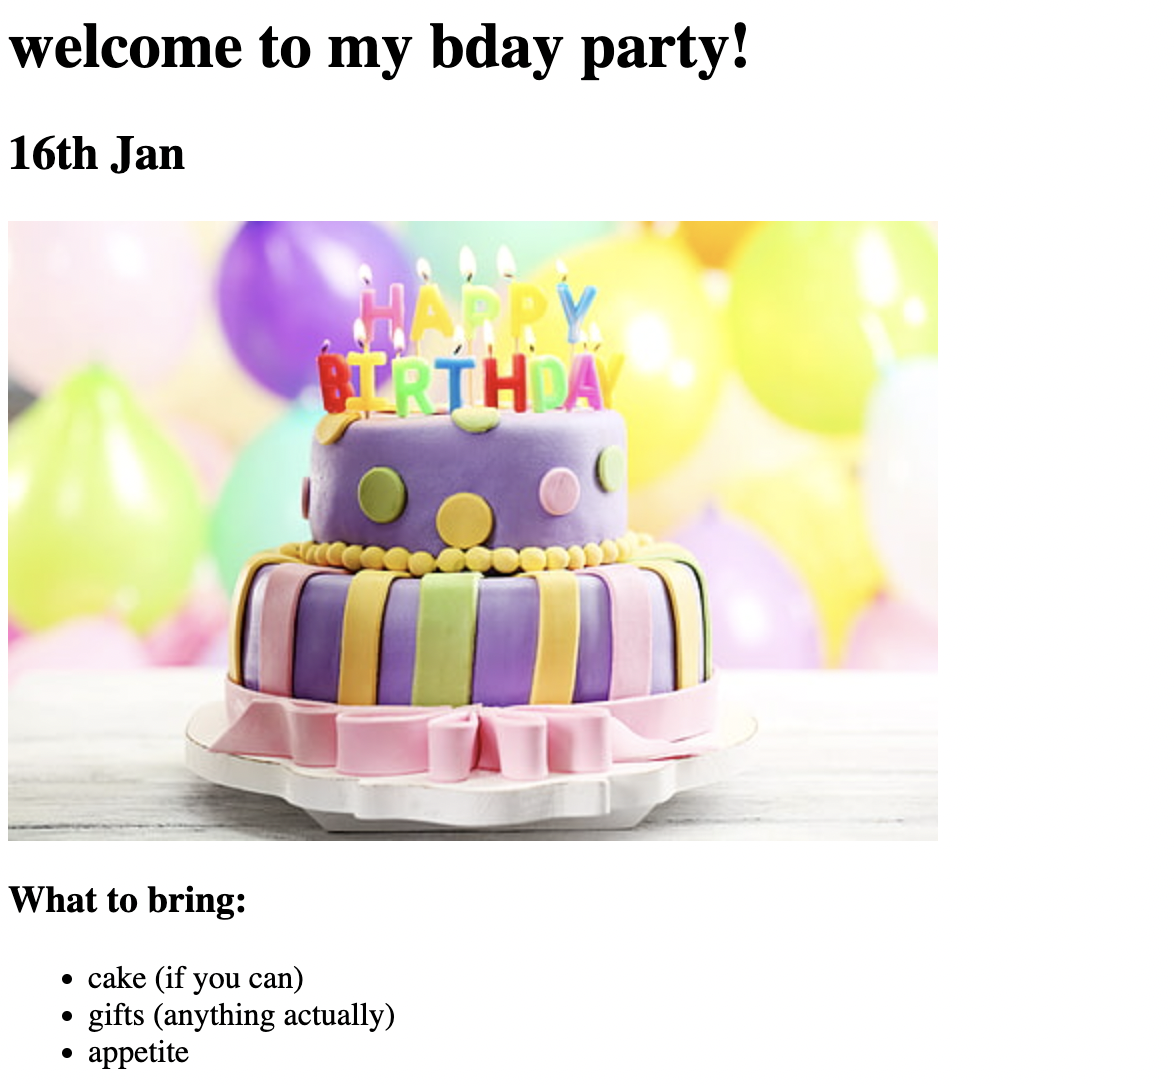 welcome to my bday party!
16th Jan
HAPPY
BIRTHDAY
What to bring:
cake (if you can)
gifts (anything actually)
appetite